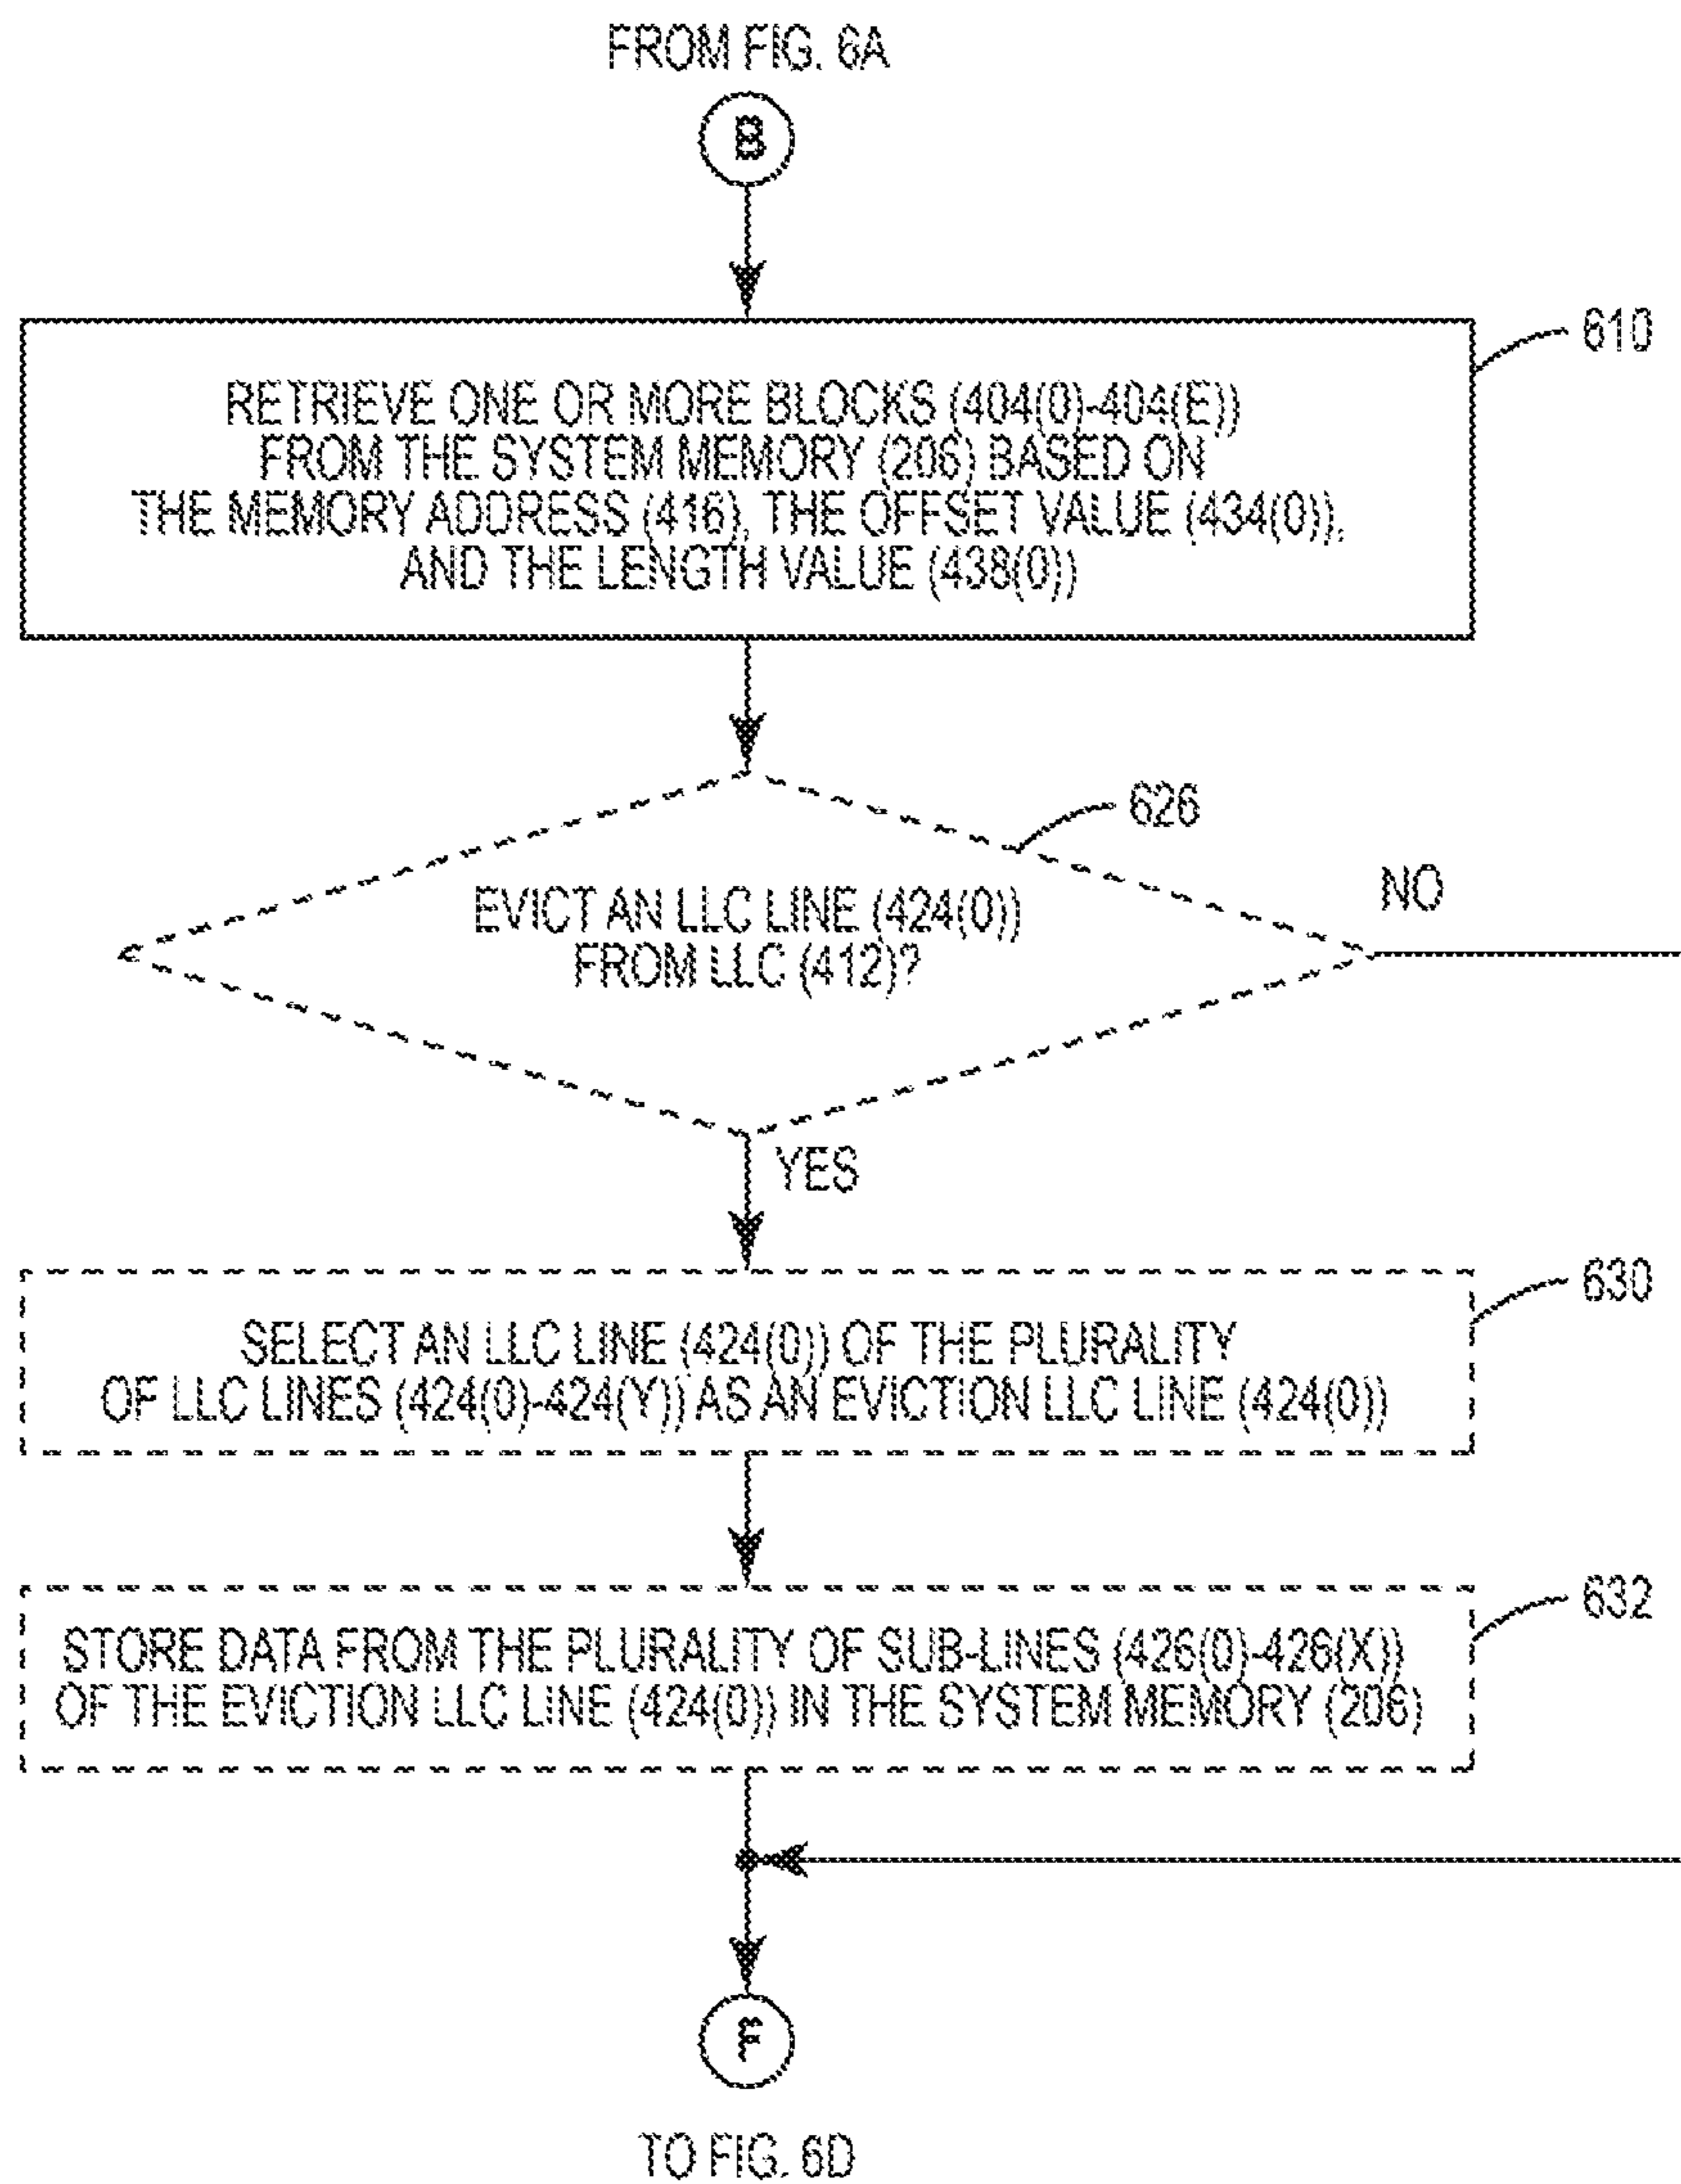 FROM FIG. 6A
B
610
RETRIEVE ONE OR MORE BLOCKS (404(0)-404(E))
FROM THE SYSTEM MEMORY (206) BASED ON
THE MEMORY ADDRESS (416), THE OFFSET VALUE (434(0)),
AND THE LENGTH VALUE (438(0))
626
EVICT AN LLC LINE (424(0))
FROM LLC (412)?
NO
YES
630
SELECT AN LLC LINE (424(0)) OF THE PLURALITY
OF LLC LINES (424(0)-424(Y)) AS AN EVICTION LLC LINE (424(0))
632
STORE DATA FROM THE PLURALITY OF SUB-LINES (426(0)-426(X))
OF THE EVICTION LLC LINE (424(0)) IN THE SYSTEM MEMORY (206)
F
TO FIG. 6D